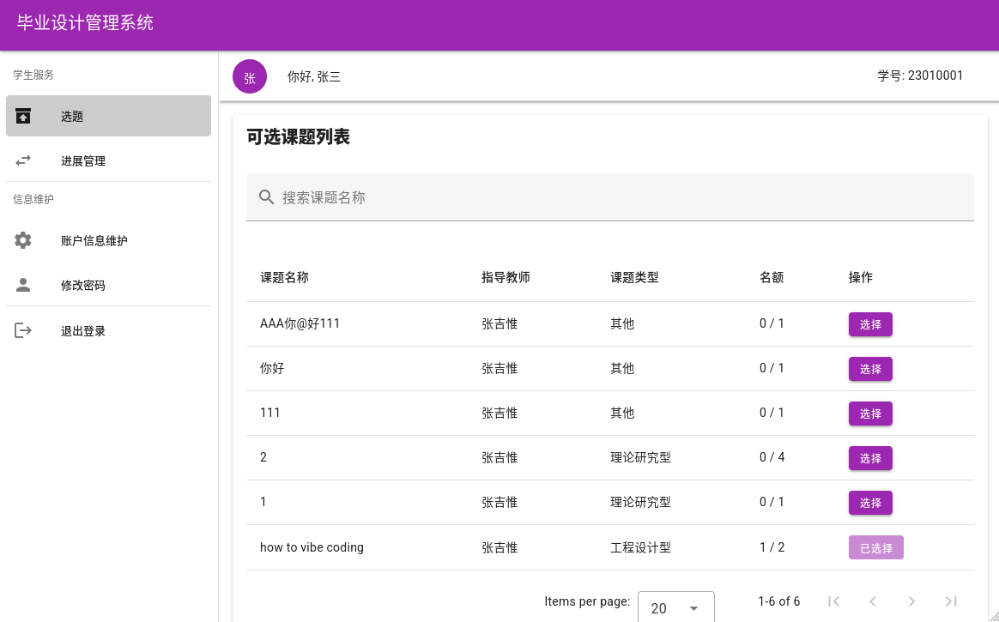 毕业设计管理系统
学生服务
选题
进展管理
信息维护
账户信息维护
修改密码
退出登录
张
你好, 张三
学号: 23010001
可选课题列表
搜索课题名称
课题名称 指导教师 课题类型 名额 操作
AAA你@好111 张吉惟 其他 0 / 1 选择
你好 张吉惟 其他 0 / 1 选择
111 张吉惟 其他 0 / 1 选择
2 张吉惟 理论研究型 0 / 4 选择
1 张吉惟 理论研究型 0 / 1 选择
how to vibe coding 张吉惟 工程设计型 1 / 2 已选择
Items per page: 20 1-6 of 6